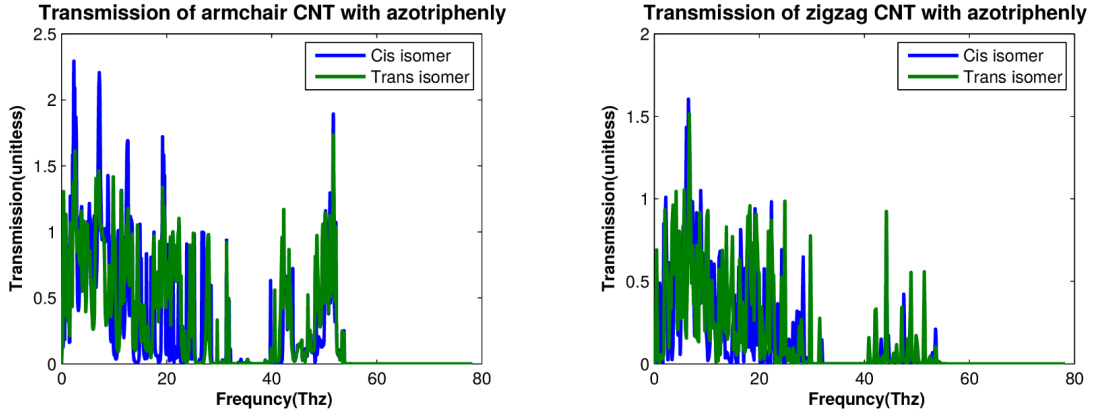 Transmission of armchair CNT with azotriphenly
Transmission(unitless)
2.5
2
1.5
1
0.5
0
Cis isomer
Trans isomer
0 20 40 60 80
Frequncy(Thz)
Transmission of zigzag CNT with azotriphenly
Transmission(unitless)
2
1.5
1
0.5
0
Cis isomer
Trans isomer
0 20 40 60 80
Frequncy(Thz)